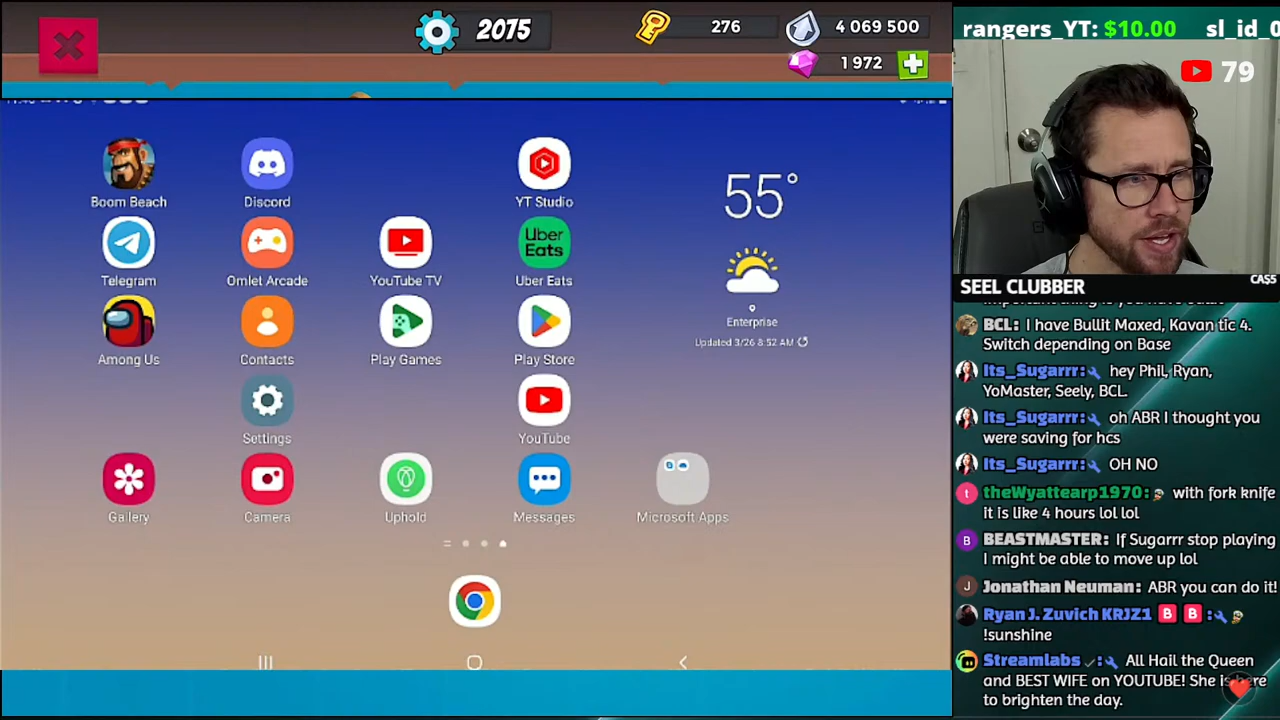 2075
276
4 069 500
1 972
rangers_YT: $10.00
79
Boom Beach
Discord
YT Studio
55°
Telegram
Omlet Arcade
YouTube TV
Uber
Eats
Uber Eats
Enterprise
Updated 3/26 8:52 AM
Among Us
Contacts
Play Games
Play Store
Settings
YouTube
Gallery
Camera
Uphold
Messages
Microsoft Apps
SEEL CLUBBER
BCL: I have Bullit Maxed, Kavan tic 4.
Switch depending on Base
Its_Sugarrr: hey Phil, Ryan,
YoMaster, Seely, BCL.
Its_Sugarrr: oh ABR I thought you
were saving for hcs
Its_Sugarrr: OH NO
theWyattearp1970: with fork knife
it is like 4 hours lol lol
BEASTMASTER: If Sugarrr stop playing
I might be able to move up lol
Jonathan Neuman: ABR you can do it!
Ryan J. Zuvich KRJZ1 B B :
!sunshine
Streamlabs : All Hail the Queen
and BEST WIFE on YOUTUBE! She is here
to brighten the day.